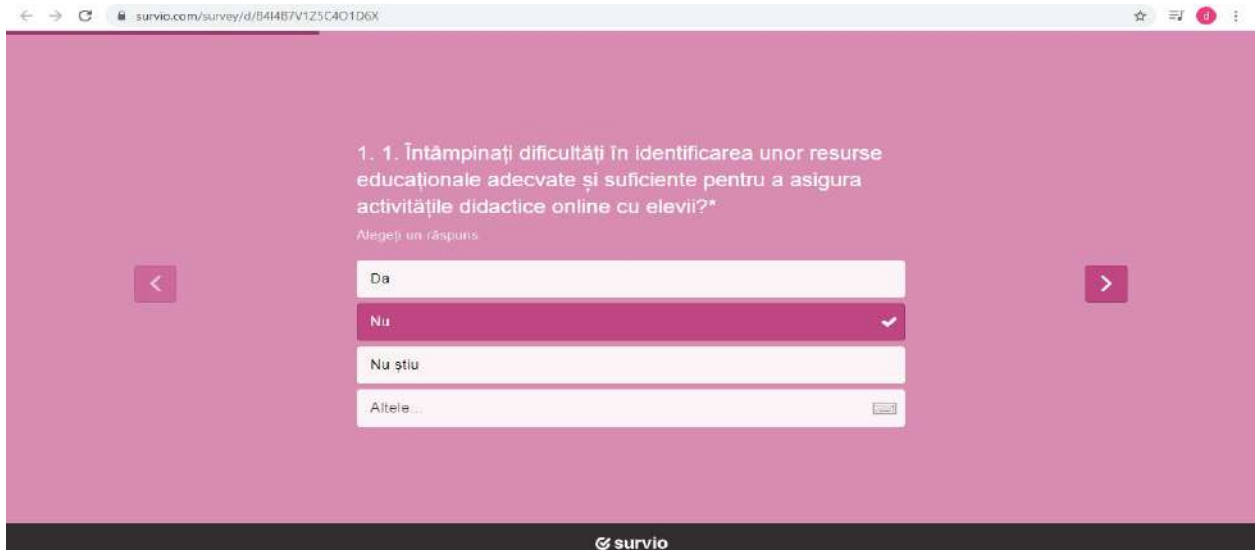 survio.com/survey/d/B4I4B7V1Z5C4O1D6X
d
1. 1. Întâmpinați dificultăți în identificarea unor resurse
educaționale adecvate și suficiente pentru a asigura
activitățile didactice online cu elevii?*
Alegeți un răspuns
Da
Nu
Nu știu
Altele...
survio